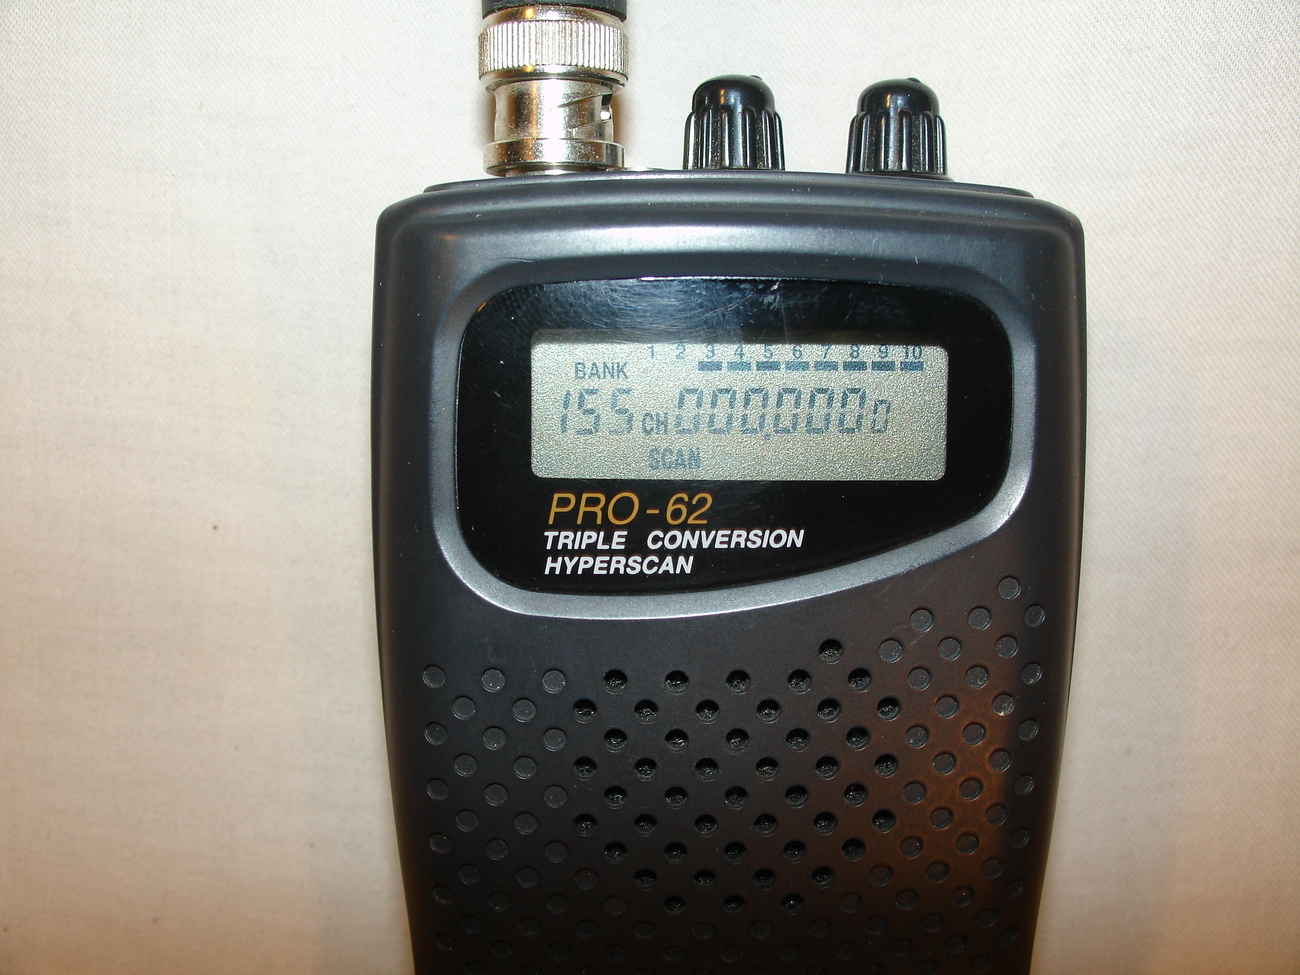 1 2 3 4 5 6 7 8 9 10
BANK
155 CH 000.0000
SCAN
PRO-62
TRIPLE CONVERSION
HYPERSCAN